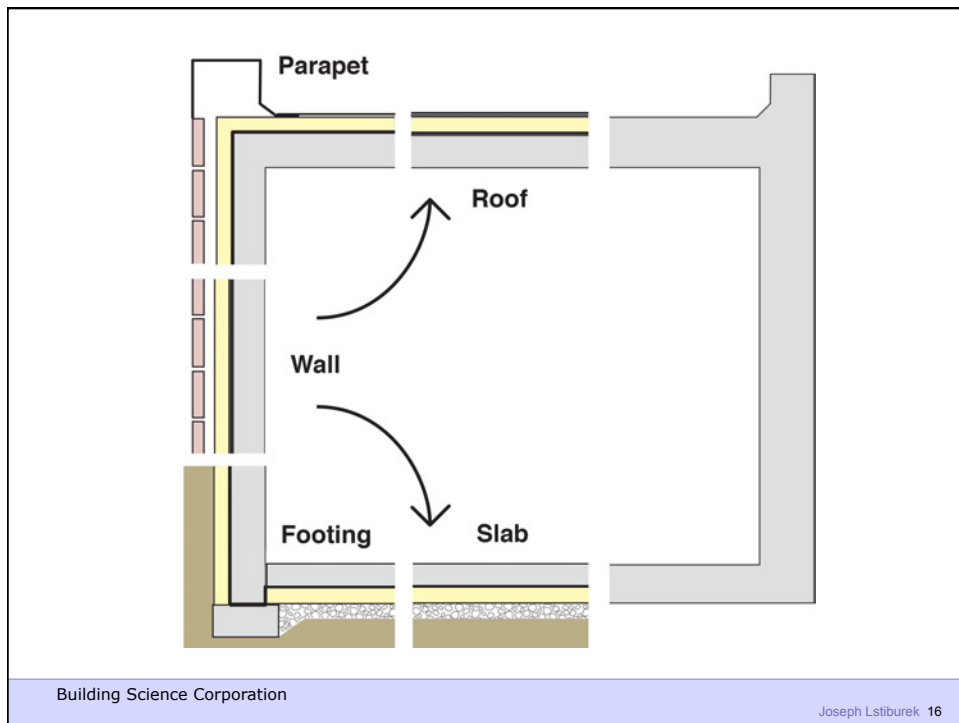 Parapet
Roof
Wall
Footing
Slab
Building Science Corporation
Joseph Lstiburek 16